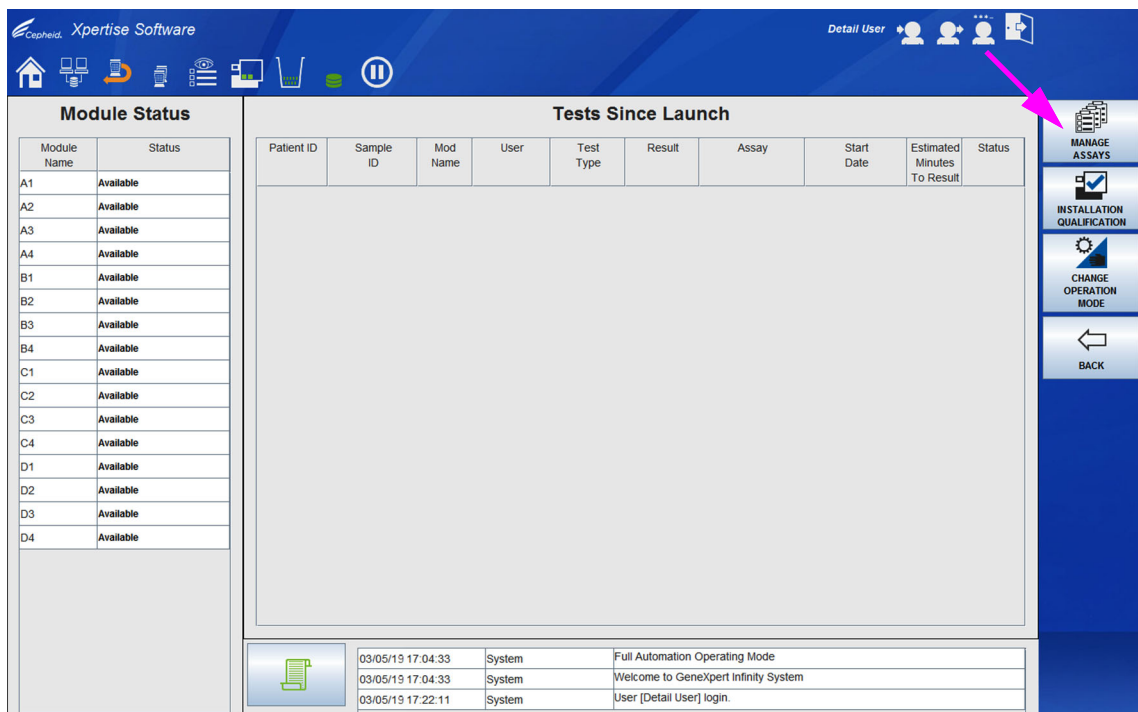 Cepheid. Xpertise Software
Detail User
Module Status
Module Name Status
A1 Available
A2 Available
A3 Available
A4 Available
B1 Available
B2 Available
B3 Available
B4 Available
C1 Available
C2 Available
C3 Available
C4 Available
D1 Available
D2 Available
D3 Available
D4 Available
Tests Since Launch
Patient ID Sample ID Mod Name User Test Type Result Assay Start Date Estimated Minutes To Result Status
03/05/19 17:04:33 System Full Automation Operating Mode
03/05/19 17:04:33 System Welcome to GeneXpert Infinity System
03/05/19 17:22:11 System User [Detail User] login.
MANAGE
ASSAYS
INSTALLATION
QUALIFICATION
CHANGE
OPERATION
MODE
BACK